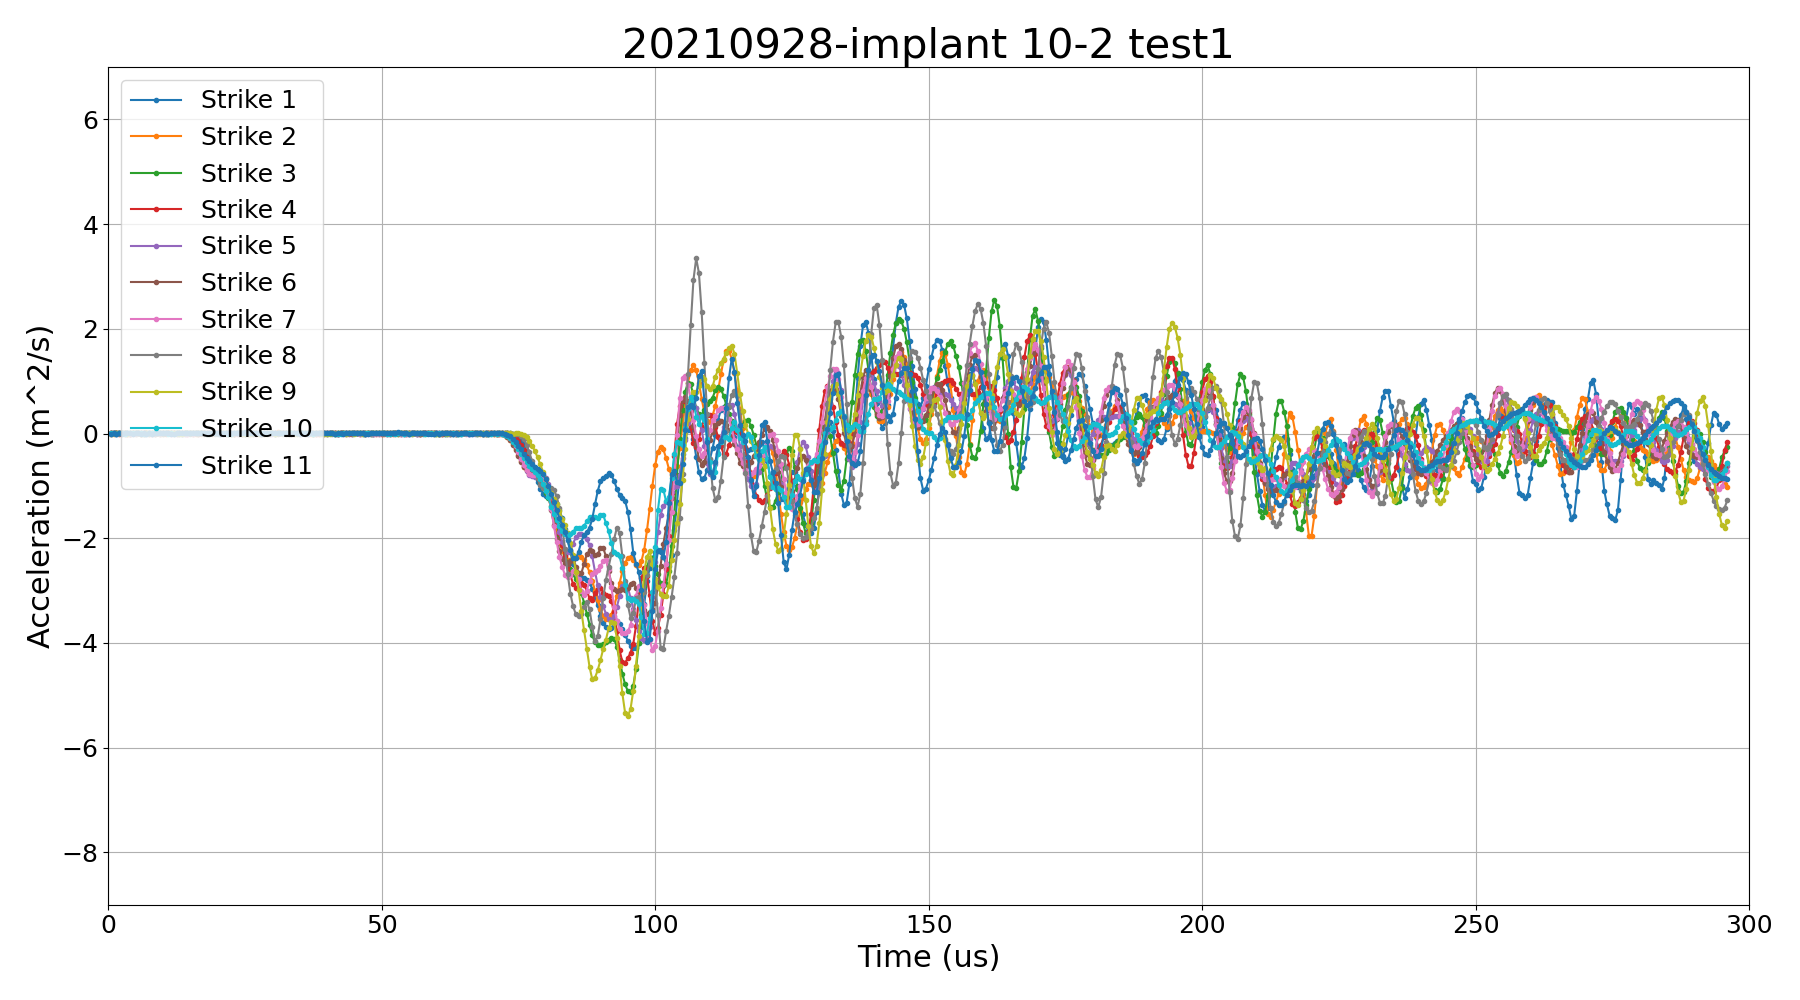 20210928-implant 10-2 test1
Strike 1
Strike 2
Strike 3
Strike 4
Strike 5
Strike 6
Strike 7
Strike 8
Strike 9
Strike 10
Strike 11
Acceleration (m^2/s)
6
4
2
0
−2
−4
−6
−8
0 50 100 150 200 250 300
Time (us)